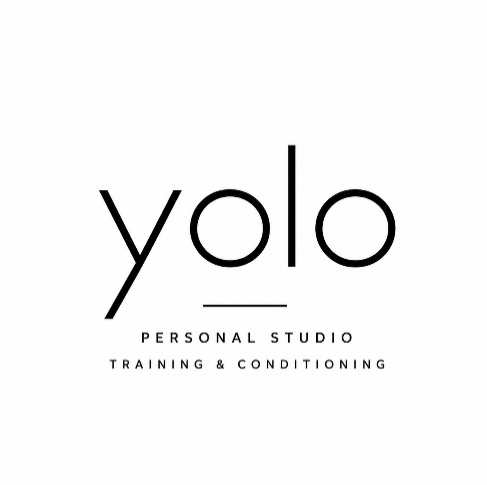 yolo
PERSONAL STUDIO
TRAINING & CONDITIONING